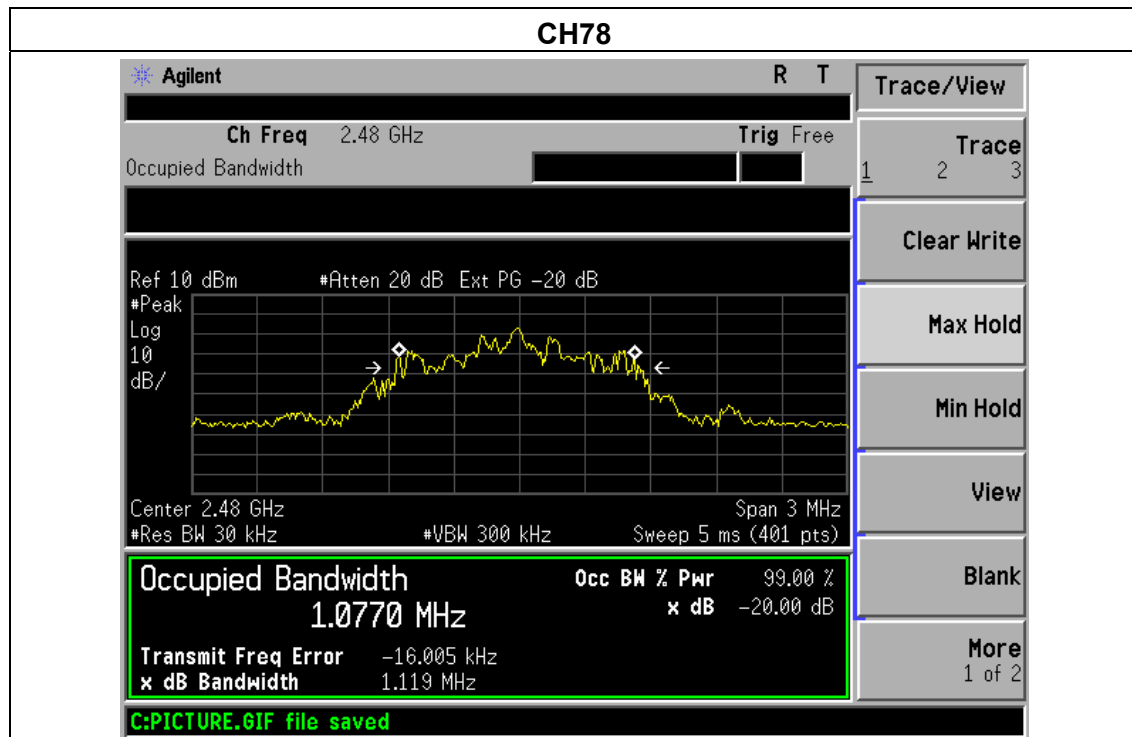 CH78
Agilent R T
Trace/View
Ch Freq 2.48 GHz Trig Free
Occupied Bandwidth
Trace
1 2 3
Clear Write
Ref 10 dBm #Atten 20 dB Ext PG -20 dB
#Peak
Log
10
dB/
Max Hold
Min Hold
View
Center 2.48 GHz Span 3 MHz
#Res BW 30 kHz #VBW 300 kHz Sweep 5 ms (401 pts)
Occupied Bandwidth Occ BW % Pwr 99.00 %
1.0770 MHz x dB -20.00 dB
Blank
Transmit Freq Error -16.005 kHz
x dB Bandwidth 1.119 MHz
More
1 of 2
C:PICTURE.GIF file saved